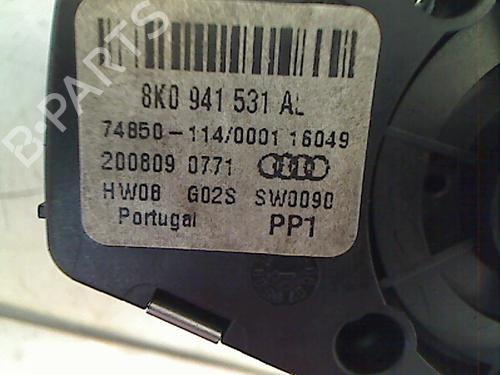 8K0 941 531 AL
74850-114/0001 16049
200809 0771
HW08 G02S SW0090
Portugal PP1
B-PARTS